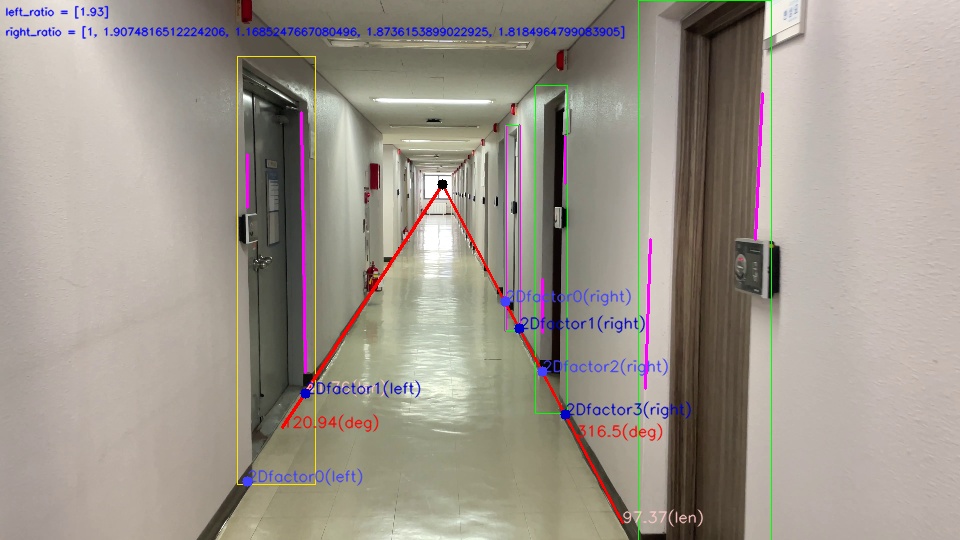 left_ratio = [1.93]
right_ratio = [1, 1.9074816512224206, 1.1685247667080496, 1.8736153899022925, 1.8184964799083905]
2Dfactor0(right)
2Dfactor1(right)
2Dfactor2(right)
2Dfactor1(left)
2Dfactor3(right)
120.94(deg)
316.5(deg)
2Dfactor0(left)
97.37(len)